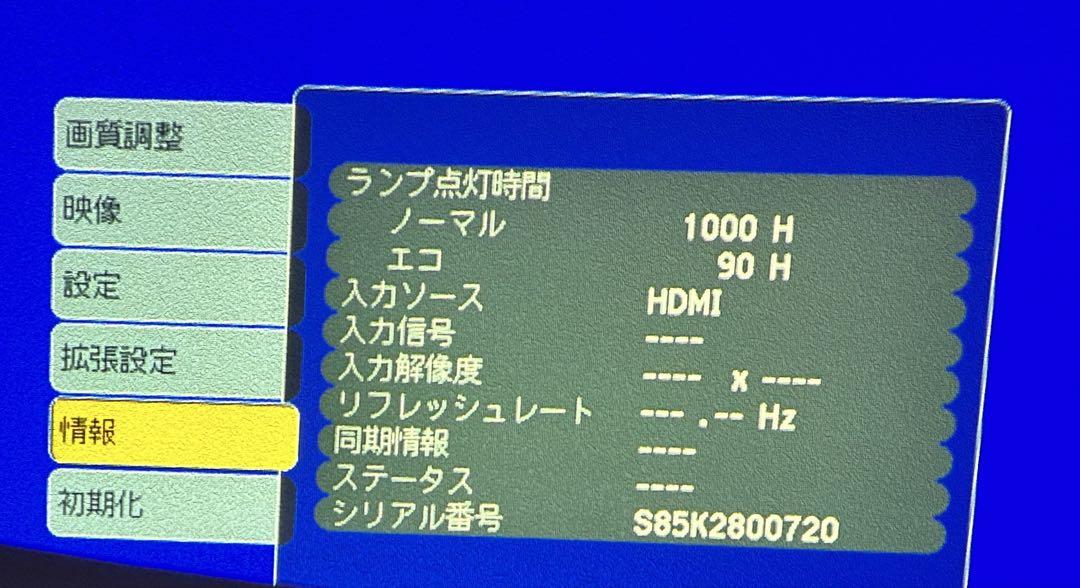 画質調整
映像
設定
拡張設定
情報
初期化
ランプ点灯時間
ノーマル 1000 H
エコ 90 H
入力ソース HDMI
入力信号 ----
入力解像度 ---- x ----
リフレッシュレート ---.-- Hz
同期情報 ----
ステータス ----
シリアル番号 S85K2800720